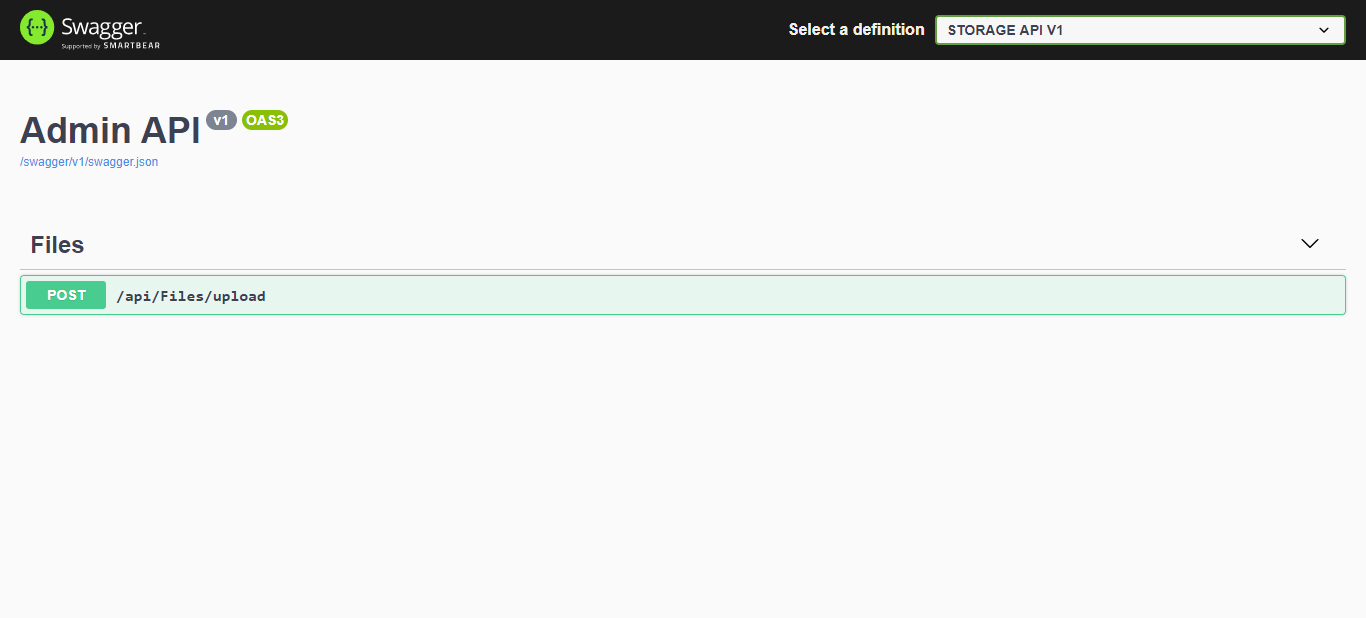 {···} Swagger
Supported by SMARTBEAR
Select a definition
STORAGE API V1
Admin API v1 OAS3
/swagger/v1/swagger.json
Files
POST /api/Files/upload